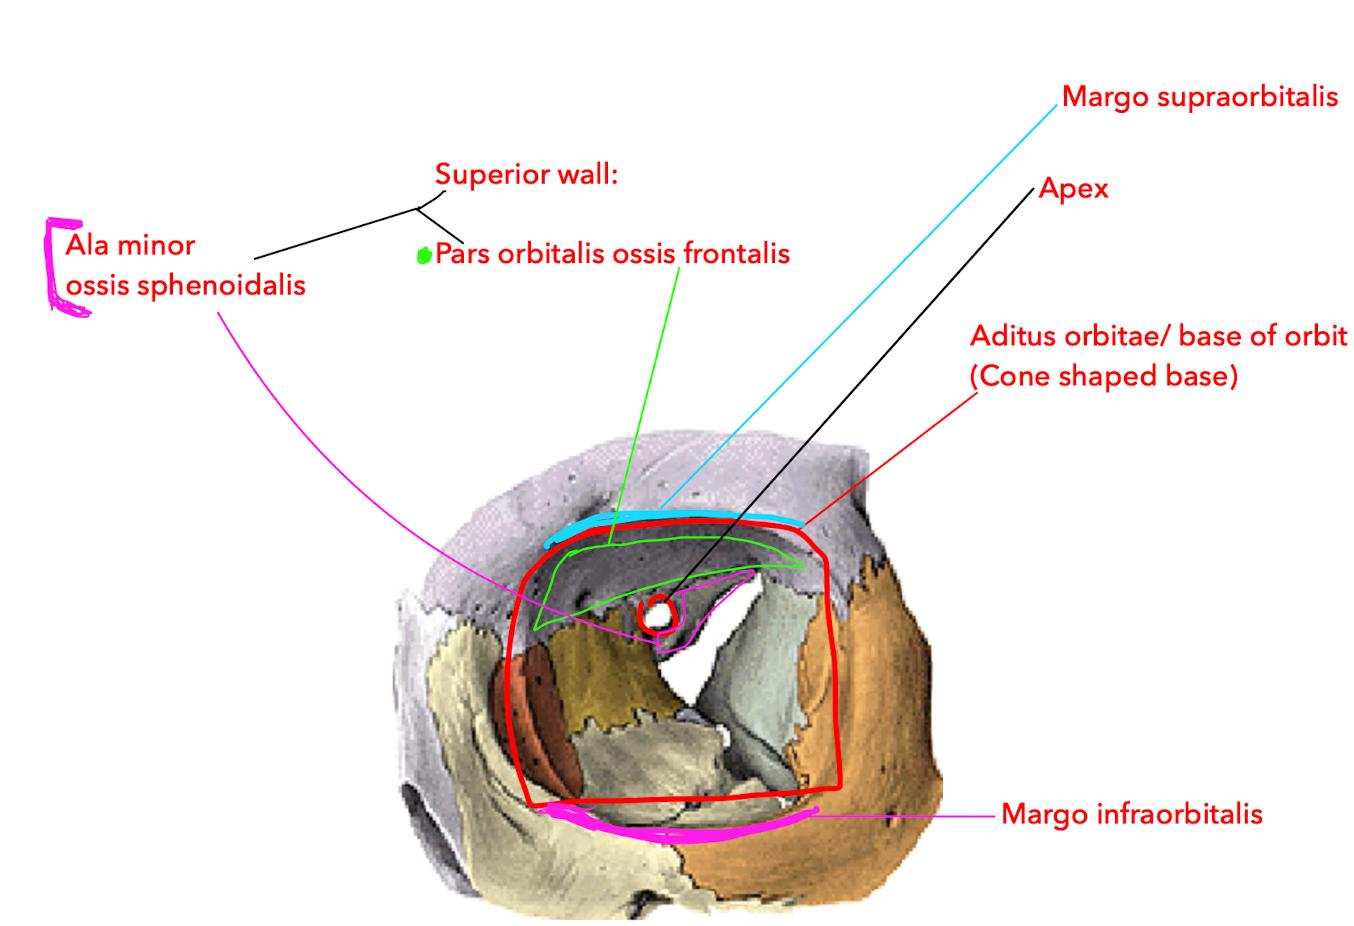 Margo supraorbitalis
Superior wall:
Apex
Ala minor
ossis sphenoidalis
Pars orbitalis ossis frontalis
Aditus orbitae/ base of orbit
(Cone shaped base)
Margo infraorbitalis